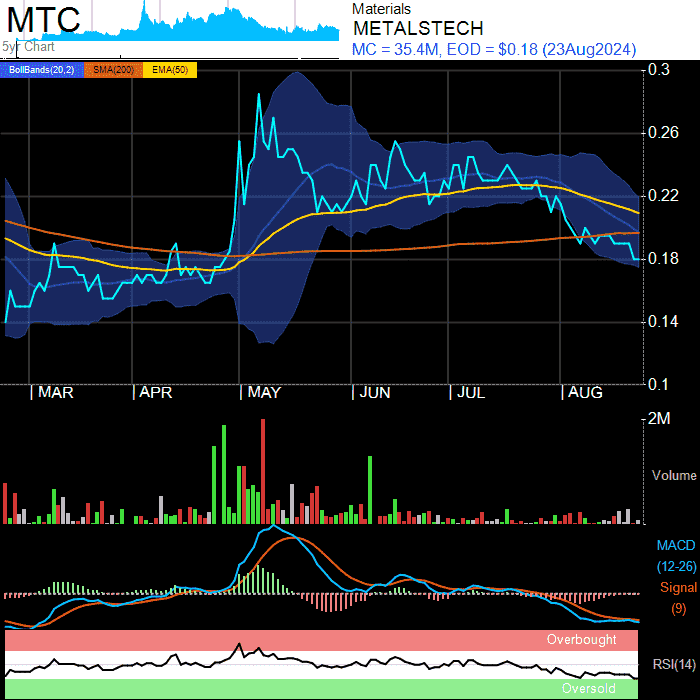 MTC
5yr Chart
Materials
METALSTECH
MC = 35.4M, EOD = $0.18 (23Aug2024)
BollBands(20,2) SMA(200) EMA(50)
0.3
0.26
0.22
0.18
0.14
0.1
MAR APR MAY JUN JUL AUG
2M
Volume
MACD
(12-26)
Signal
(9)
Overbought
RSI(14)
Oversold